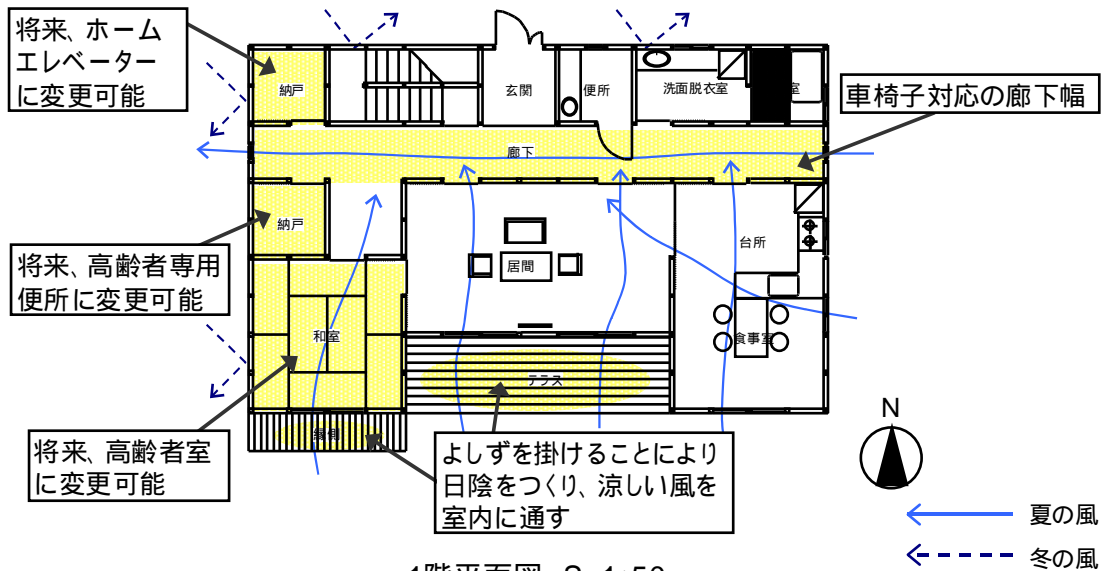 将来、ホーム
エレベーター
に変更可能
納戸
玄関
便所
洗面脱衣室
室
車椅子対応の廊下幅
廊下
納戸
将来、高齢者専用
便所に変更可能
台所
居間
和室
食事室
テラス
将来、高齢者室
に変更可能
縁側
よしずを掛けることにより
日陰をつくり、涼しい風を
室内に通す
N
夏の風
冬の風